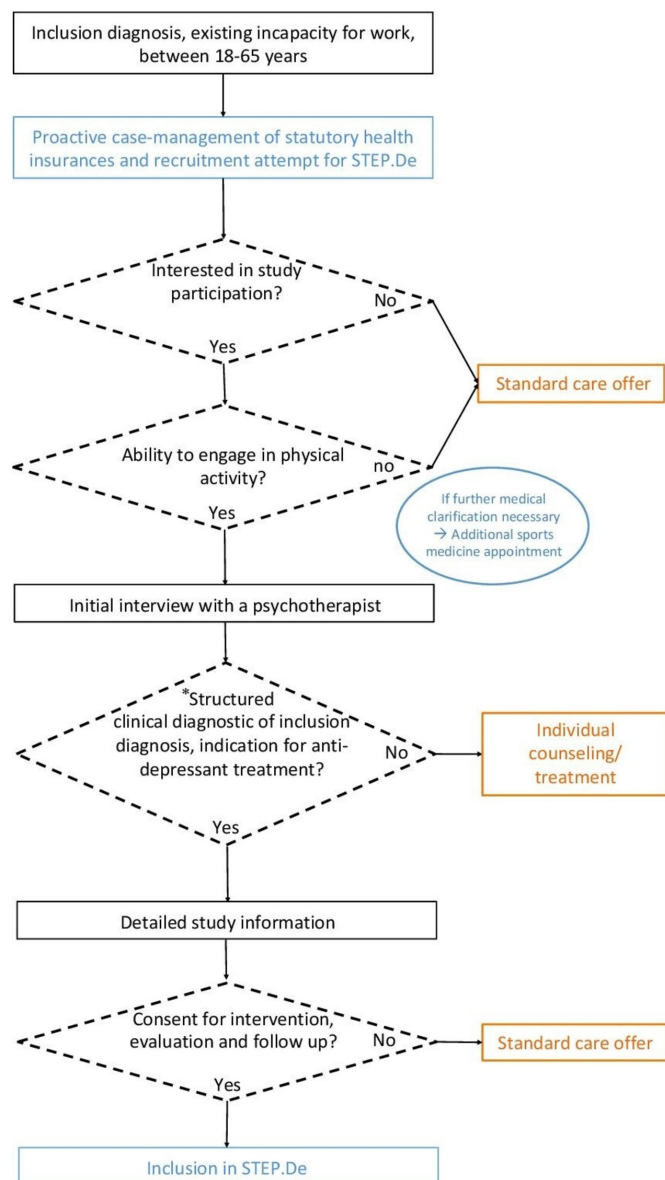 Inclusion diagnosis, existing incapacity for work,
between 18-65 years
Proactive case-management of statutory health
insurances and recruitment attempt for STEP.De
Interested in study
participation?
No
Yes
Standard care offer
Ability to engage in physical
activity?
no
Yes
If further medical
clarification necessary
→ Additional sports
medicine appointment
Initial interview with a psychotherapist
*Structured
clinical diagnostic of inclusion
diagnosis, indication for anti-
depressant treatment?
No
Yes
Individual
counseling/
treatment
Detailed study information
Consent for intervention,
evaluation and follow up?
No
Yes
Standard care offer
Inclusion in STEP.De